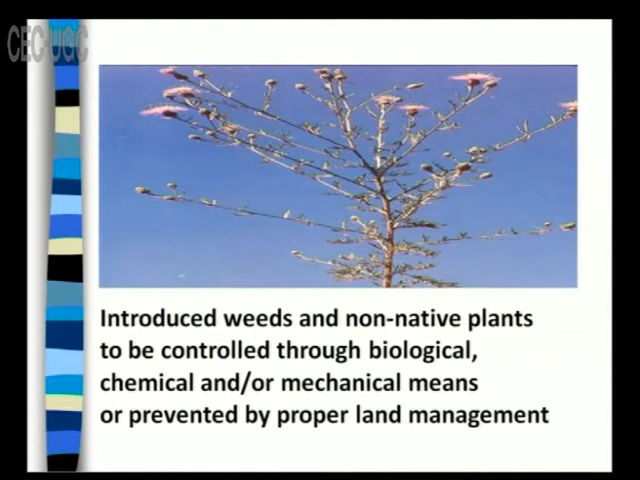 CEC-UGC
Introduced weeds and non-native plants
to be controlled through biological,
chemical and/or mechanical means
or prevented by proper land management